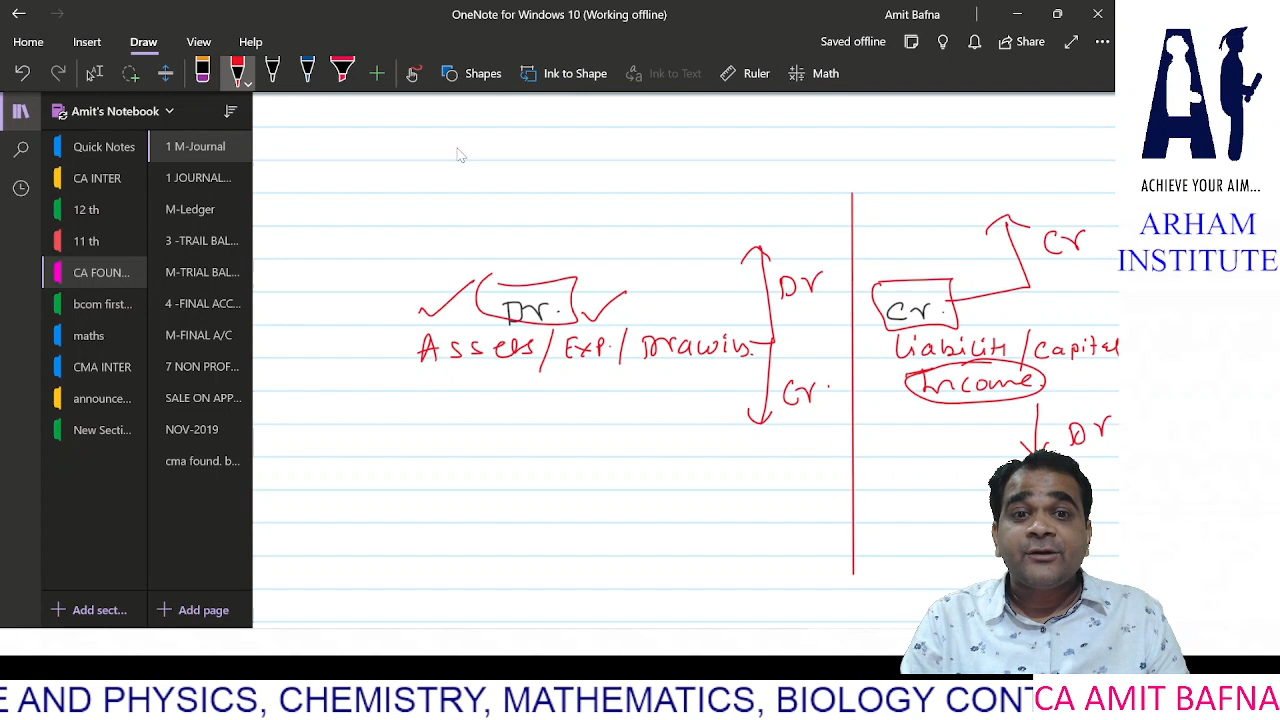 OneNote for Windows 10 (Working offline)
Amit Bafna
Home Insert Draw View Help
Saved offline
Share
Shapes
Ink to Shape
Ink to Text
Ruler
Math
Amit's Notebook
Quick Notes
CA INTER
12 th
11 th
CA FOUN...
bcom first...
maths
CMA INTER
announce...
New Secti...
Add sect...
1 M-Journal
1 JOURNAL...
M-Ledger
3 -TRAIL BAL...
M-TRIAL BAL...
4 -FINAL ACC...
M-FINAL A/C
7 NON PROF...
SALE ON APP...
NOV-2019
cma found. b...
Add page
Dr.
Assets/Exp./Drawin.
Dr
Cr.
Cr
Cr.
Liability/Capital
Income
Dr
ACHIEVE YOUR AIM...
ARHAM
INSTITUTE
E AND PHYSICS, CHEMISTRY, MATHEMATICS, BIOLOGY CONT
CA AMIT BAFNA